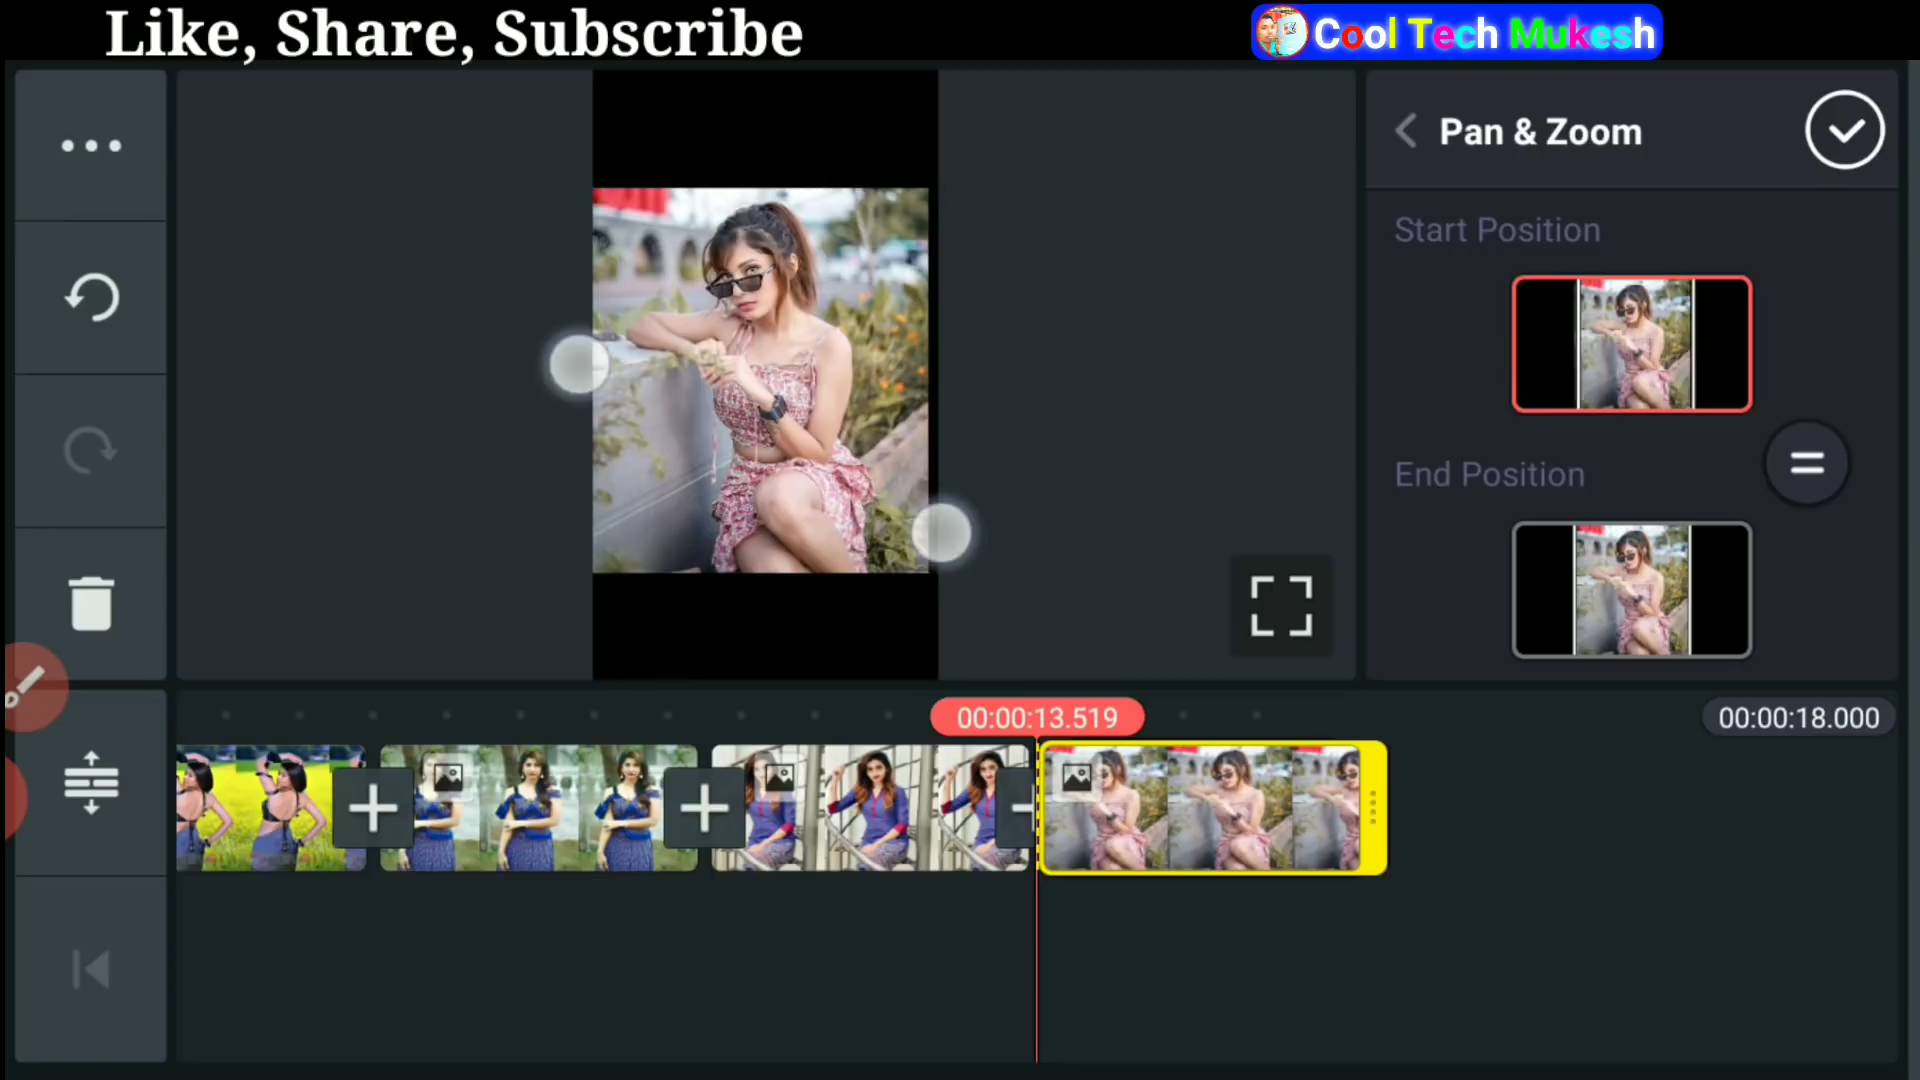 Like, Share, Subscribe
Cool Tech Mukesh
Pan & Zoom
Start Position
End Position
00:00:13.519
00:00:18.000